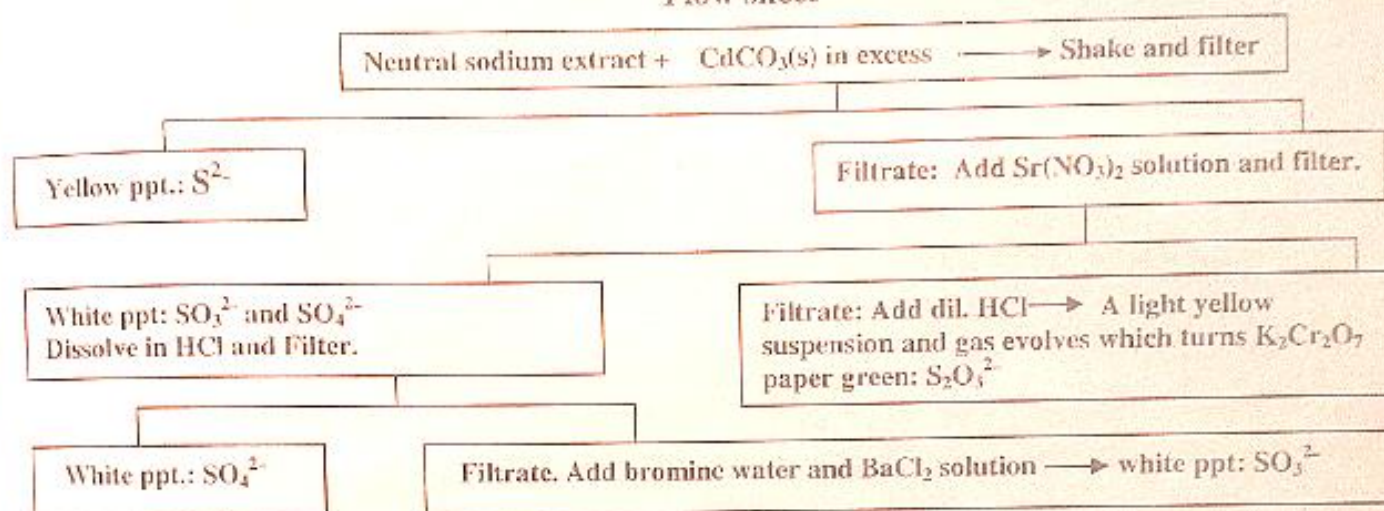 Neutral sodium extract + CdCO₃(s) in excess → Shake and filter
Yellow ppt.: S²⁻
Filtrate: Add Sr(NO₃)₂ solution and filter.
White ppt: SO₃²⁻ and SO₄²⁻
Dissolve in HCl and Filter.
Filtrate: Add dil. HCl → A light yellow
suspension and gas evolves which turns K₂Cr₂O₇
paper green: S₂O₃²⁻
White ppt.: SO₄²⁻
Filtrate. Add bromine water and BaCl₂ solution → white ppt: SO₃²⁻